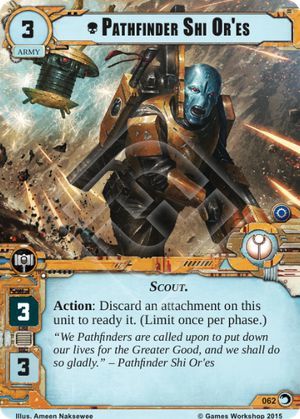 3
ARMY
Pathfinder Shi Or'es
Scout.
Action: Discard an attachment on this
unit to ready it. (Limit once per phase.)
“We Pathfinders are called upon to put down
our lives for the Greater Good, and we shall do
so gladly.” – Pathfinder Shi Or'es
3
3
062
Illus. Ameen Naksewee
© Games Workshop 2015